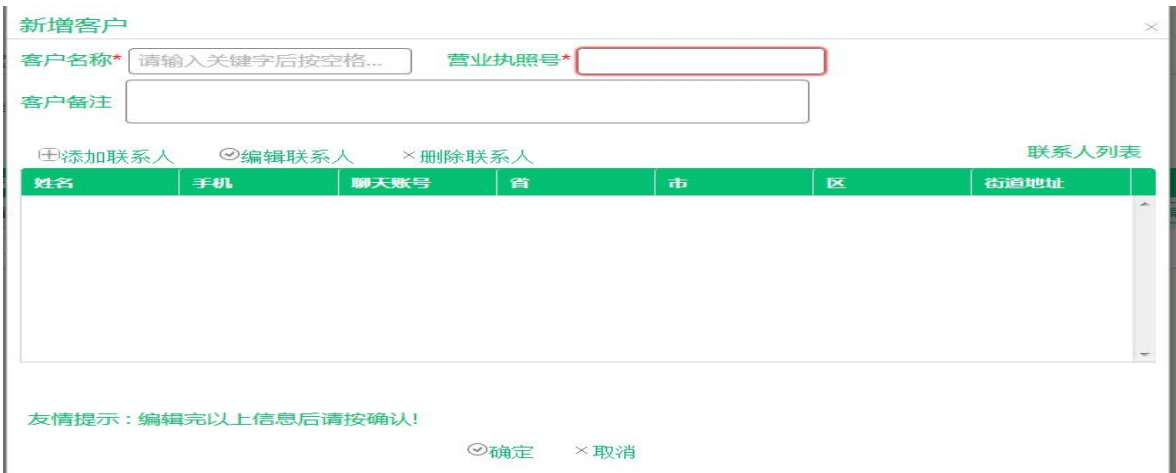 新增客户
客户名称* 请输入关键字后按空格... 营业执照号*
客户备注
添加联系人 编辑联系人 删除联系人 联系人列表
姓名 手机 聊天账号 省 市 区 街道地址
友情提示：编辑完以上信息后请按确认!
确定 取消